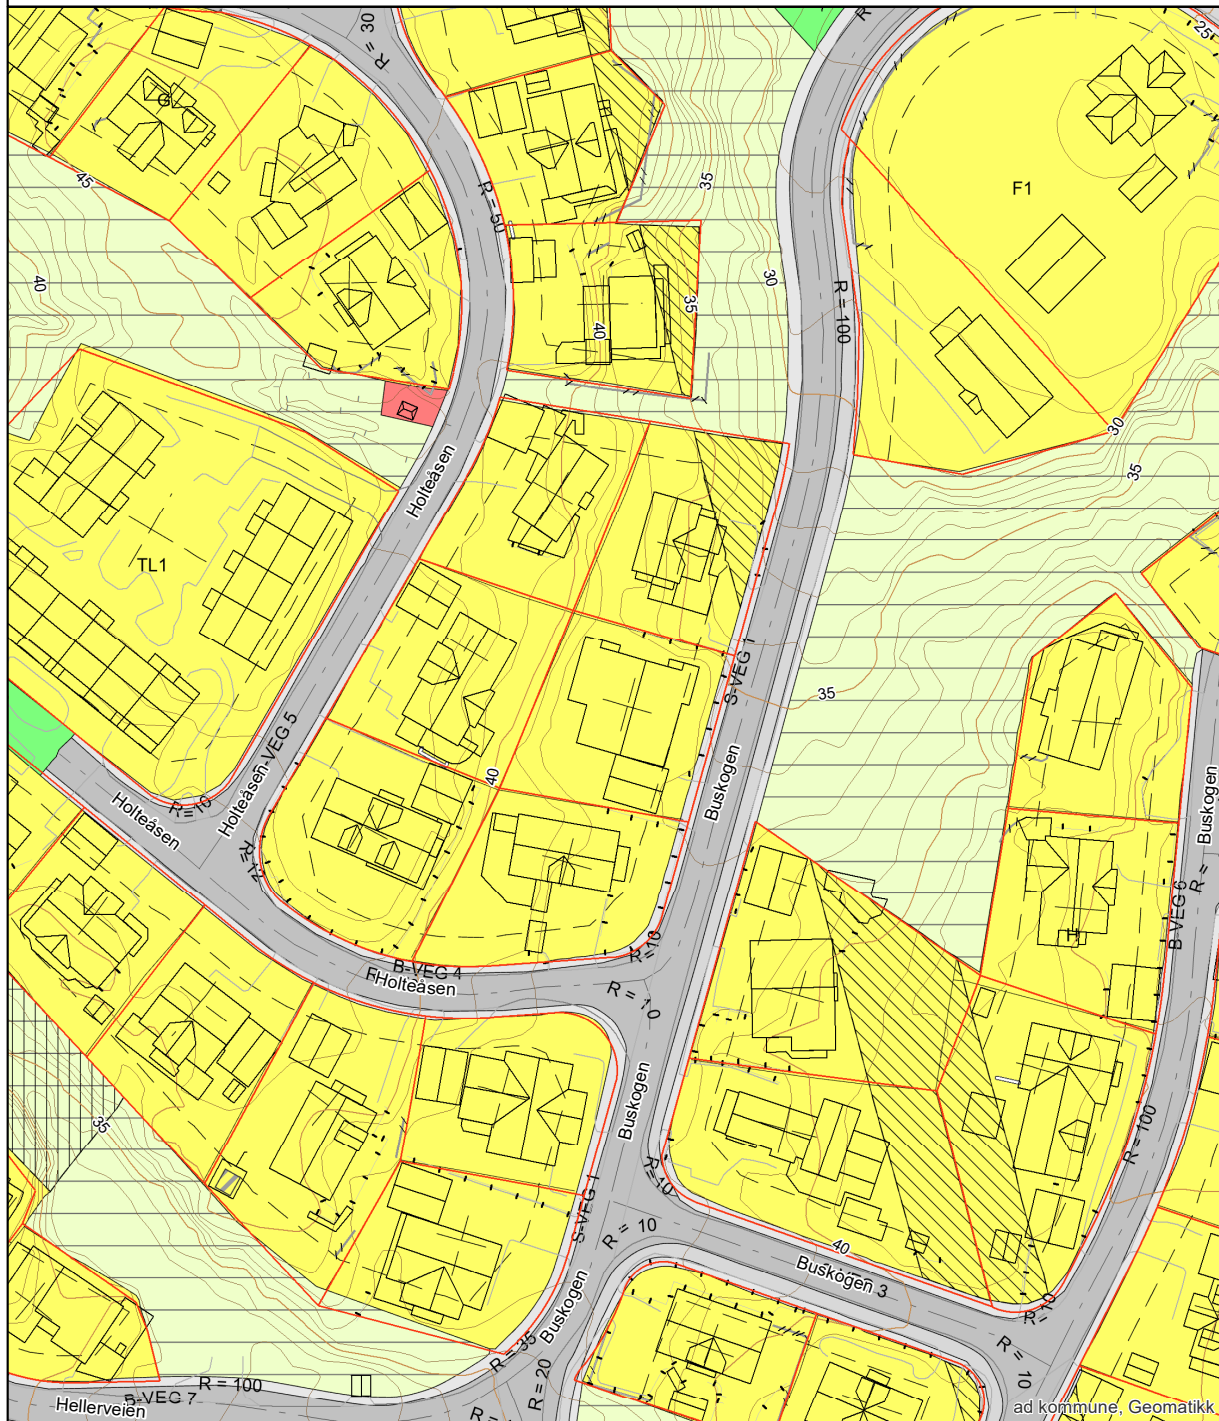 R = 30
R
R
25
G
45
R = 50
35
F1
40
30
R = 100
35
40
30
35
Holteåsen
TL1
S-VEG 1
35
Holteåsen-VEG 5
40
Buskogen
Buskogen
R=10
Holteåsen
R=12
R =
H
B-VEG 6
R=10
B-VEG 4
Holteåsen
R = 10
Buskogen
35
R = 100
R=10
S-VEG 1
R = 10
40
Buskogen 3
Buskogen
R=10
R = 35
R = 20
R = 10
R = 100
B-VEG 7
Hellerveien
R =
ad kommune, Geomatikk